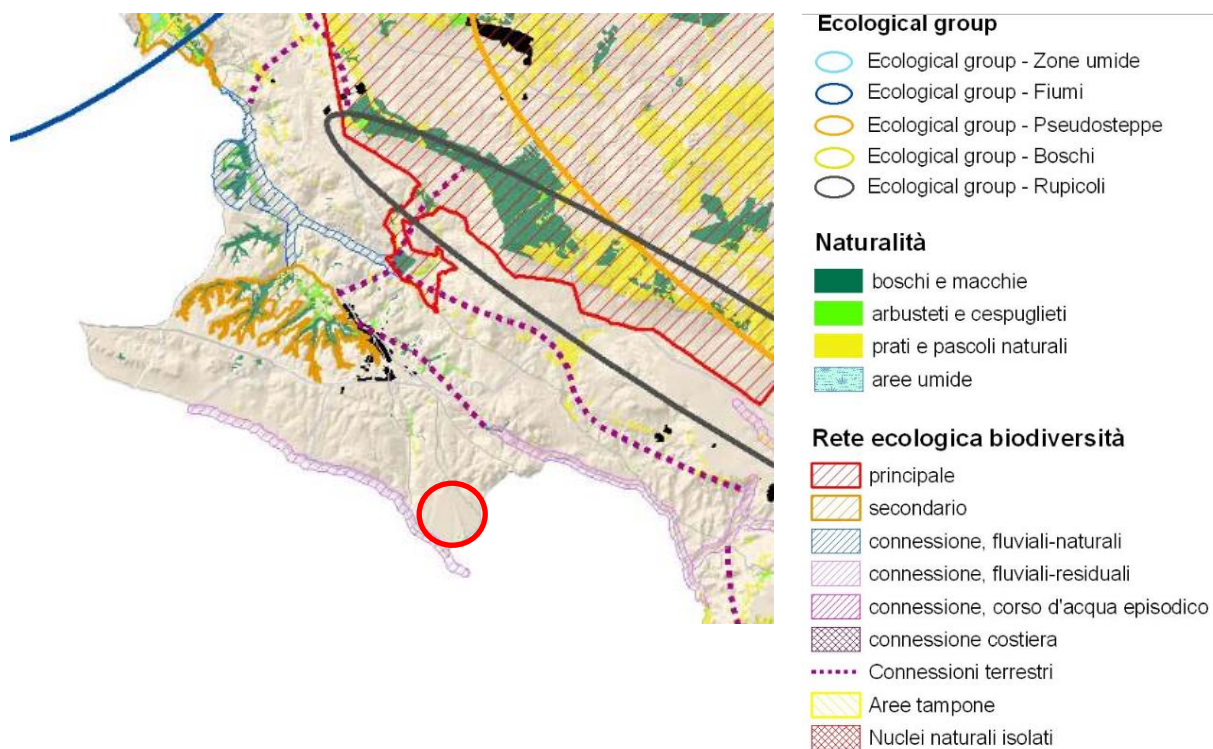 Ecological group
Ecological group - Zone umide
Ecological group - Fiumi
Ecological group - Pseudosteppe
Ecological group - Boschi
Ecological group - Rupicoli
Naturalità
boschi e macchie
arbusteti e cespuglieti
prati e pascoli naturali
aree umide
Rete ecologica biodiversità
principale
secondario
connessione, fluviali-naturali
connessione, fluviali-residuali
connessione, corso d'acqua episodico
connessione costiera
Connessioni terrestri
Aree tampone
Nuclei naturali isolati